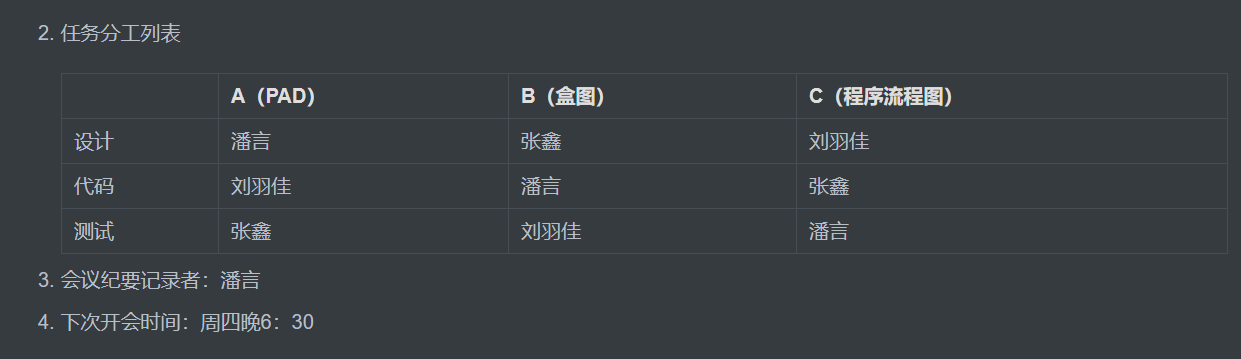 2. 任务分工列表
A（PAD） B（盒图） C（程序流程图）
设计 潘言 张鑫 刘羽佳
代码 刘羽佳 潘言 张鑫
测试 张鑫 刘羽佳 潘言
3. 会议纪要记录者：潘言
4. 下次开会时间：周四晚6：30